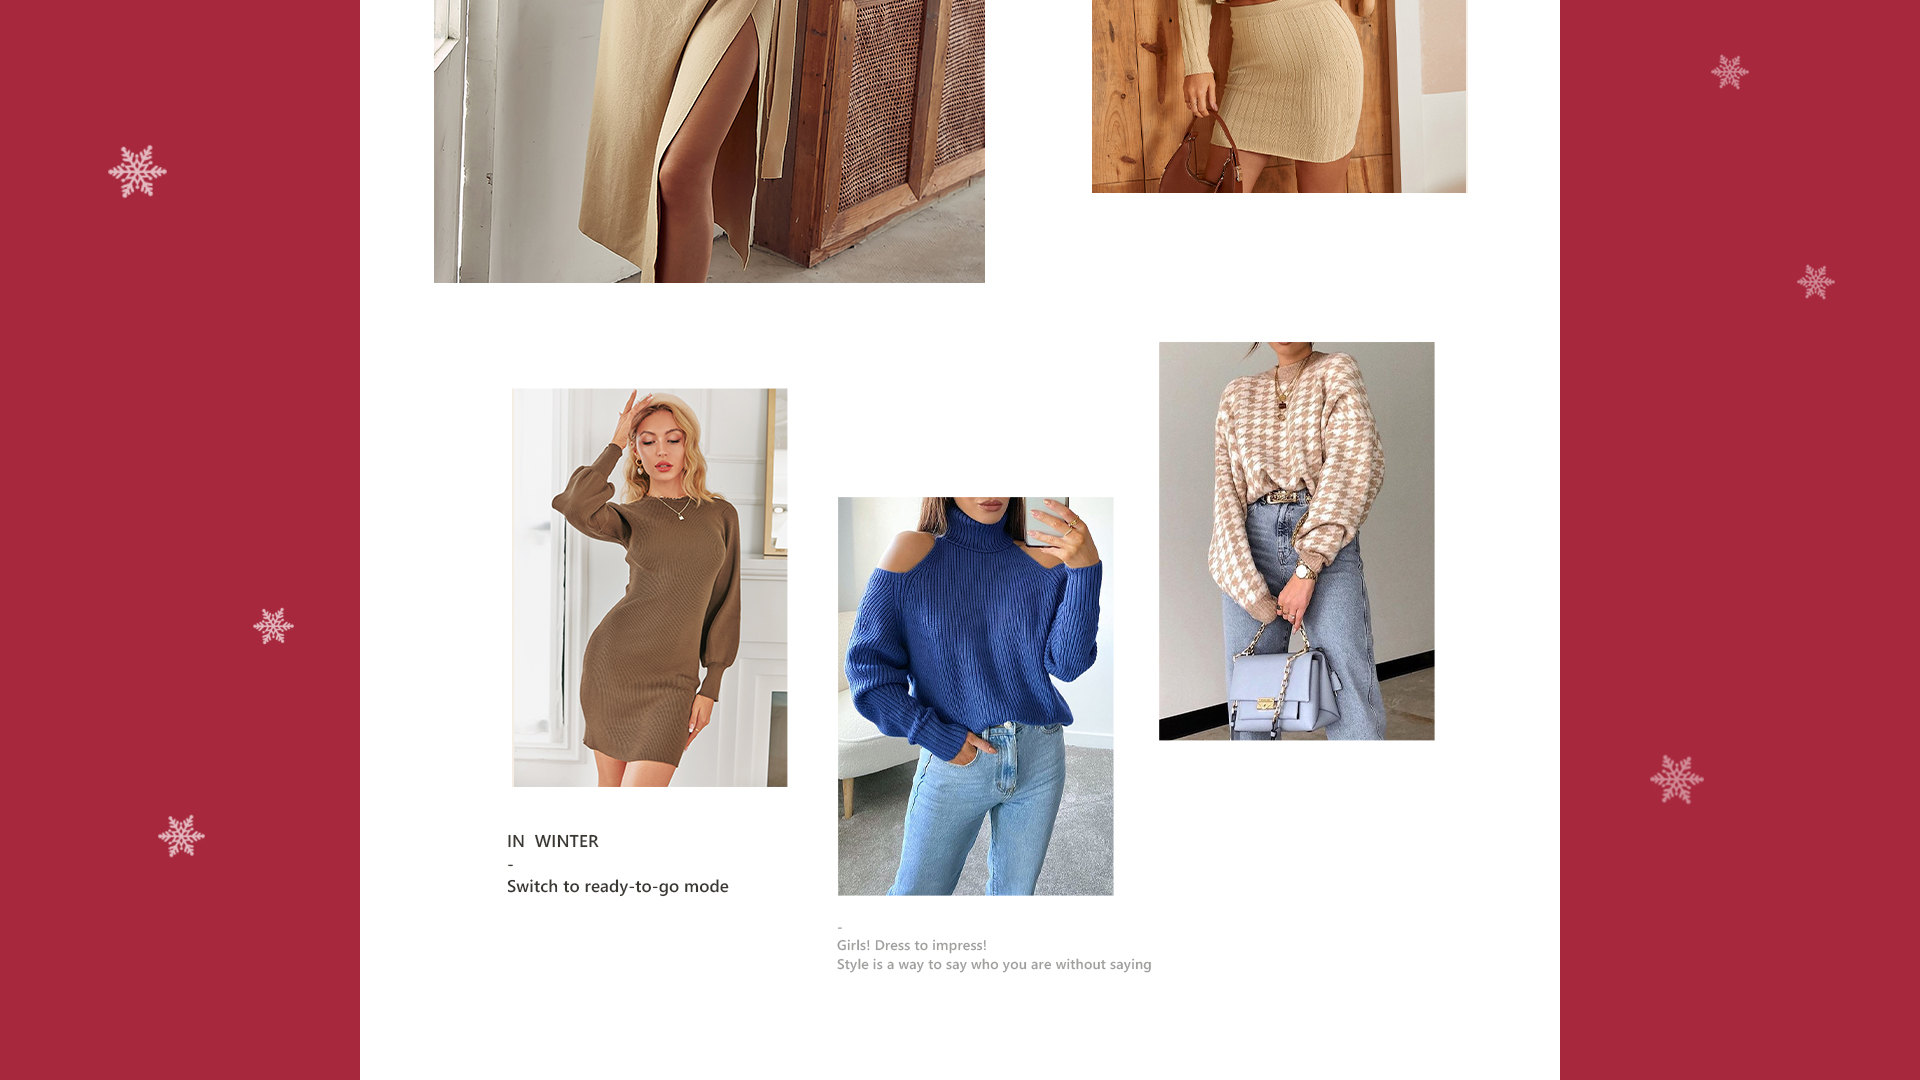 IN  WINTER
-
Switch to ready-to-go mode
-
Girls! Dress to impress!
Style is a way to say who you are without saying